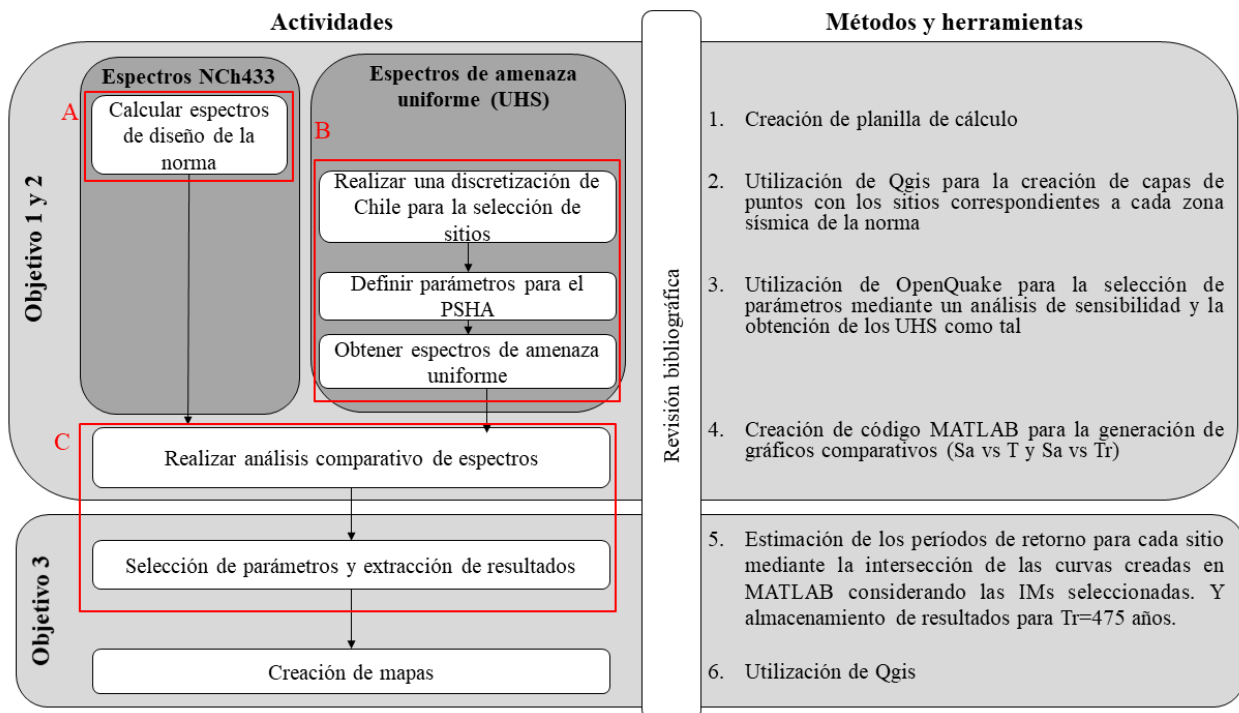 Actividades
Métodos y herramientas
Objetivo 1 y 2
Espectros NCh433
A
Calcular espectros
de diseño de la
norma
Espectros de amenaza
uniforme (UHS)
B
Realizar una discretización de
Chile para la selección de
sitios
Definir parámetros para el
PSHA
Obtener espectros de amenaza
uniforme
C
Realizar análisis comparativo de espectros
Objetivo 3
Selección de parámetros y extracción de resultados
Creación de mapas
Revisión bibliográfica
1. Creación de planilla de cálculo
2. Utilización de Qgis para la creación de capas de
puntos con los sitios correspondientes a cada zona
sísmica de la norma
3. Utilización de OpenQuake para la selección de
parámetros mediante un análisis de sensibilidad y la
obtención de los UHS como tal
4. Creación de código MATLAB para la generación de
gráficos comparativos (Sa vs T y Sa vs Tr)
5. Estimación de los períodos de retorno para cada sitio
mediante la intersección de las curvas creadas en
MATLAB considerando las IMs seleccionadas. Y
almacenamiento de resultados para Tr=475 años.
6. Utilización de Qgis